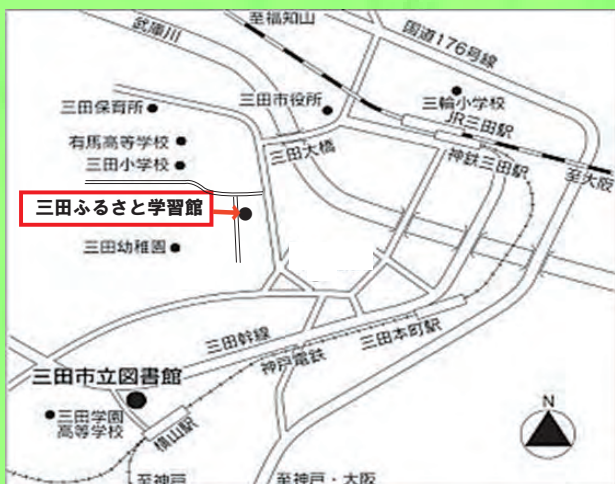 至福知山
武庫川
国道176号線
三田保育所
三田市役所
三輪小学校
JR三田駅
有馬高等学校
三田小学校
三田大橋
神鉄三田駅
至大阪
三田ふるさと学習館
三田幼稚園
三田幹線
神戸電鉄
三田本町駅
三田市立図書館
三田学園
高等学校
横山駅
N
至神戸
至神戸・大阪